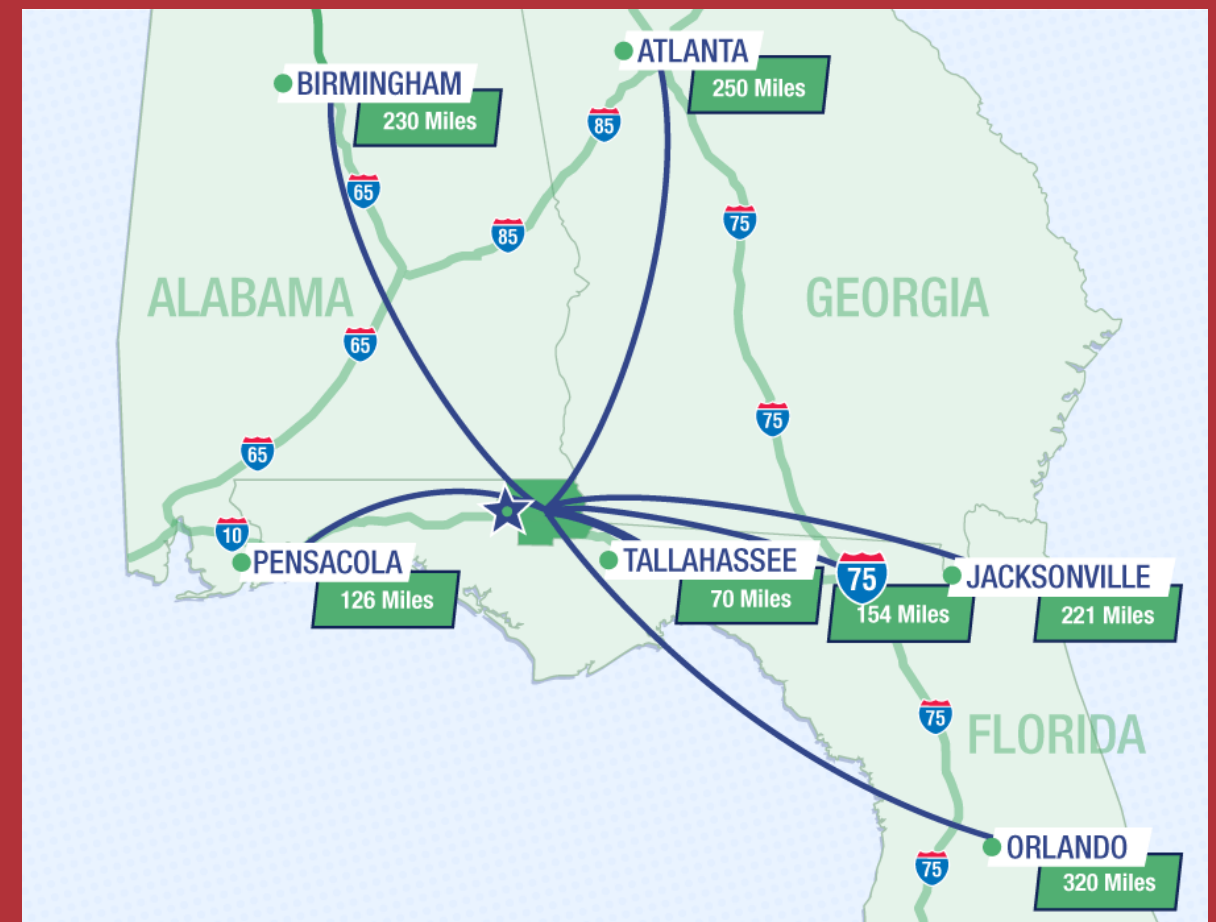 ATLANTA
BIRMINGHAM
250 Miles
230 Miles
85
65
75
85
ALABAMA
GEORGIA
65
75
65
10
PENSACOLA
TALLAHASSEE
75
JACKSONVILLE
126 Miles
70 Miles
154 Miles
221 Miles
75
FLORIDA
ORLANDO
75
320 Miles